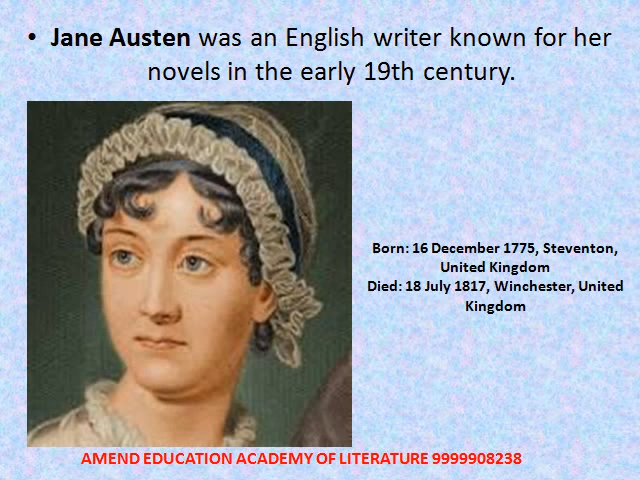 • Jane Austen was an English writer known for her
novels in the early 19th century.
Born: 16 December 1775, Steventon,
United Kingdom
Died: 18 July 1817, Winchester, United
Kingdom
AMEND EDUCATION ACADEMY OF LITERATURE 9999908238